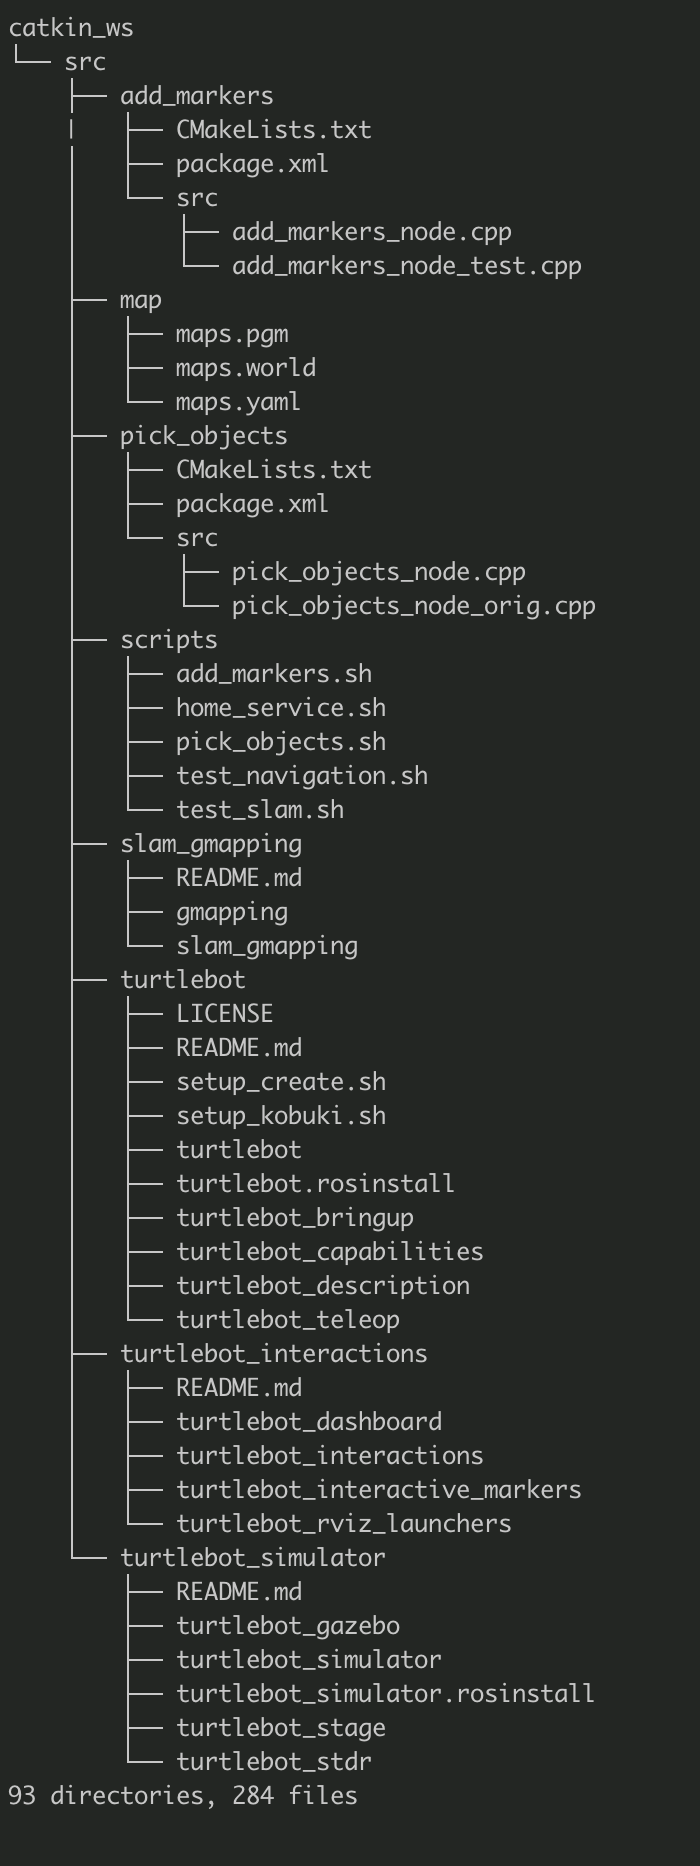 catkin_ws
└── src
    ├── add_markers
    |   ├── CMakeLists.txt
    │   ├── package.xml
    │   └── src
    │       ├── add_markers_node.cpp
    │       └── add_markers_node_test.cpp
    ├── map
    │   ├── maps.pgm
    │   ├── maps.world
    │   └── maps.yaml
    ├── pick_objects
    │   ├── CMakeLists.txt
    │   ├── package.xml
    │   └── src
    │       ├── pick_objects_node.cpp
    │       └── pick_objects_node_orig.cpp
    ├── scripts
    │   ├── add_markers.sh
    │   ├── home_service.sh
    │   ├── pick_objects.sh
    │   ├── test_navigation.sh
    │   └── test_slam.sh
    ├── slam_gmapping
    │   ├── README.md
    │   ├── gmapping
    │   └── slam_gmapping
    ├── turtlebot
    │   ├── LICENSE
    │   ├── README.md
    │   ├── setup_create.sh
    │   ├── setup_kobuki.sh
    │   ├── turtlebot
    │   ├── turtlebot.rosinstall
    │   ├── turtlebot_bringup
    │   ├── turtlebot_capabilities
    │   ├── turtlebot_description
    │   └── turtlebot_teleop
    ├── turtlebot_interactions
    │   ├── README.md
    │   ├── turtlebot_dashboard
    │   ├── turtlebot_interactions
    │   ├── turtlebot_interactive_markers
    │   └── turtlebot_rviz_launchers
    └── turtlebot_simulator
        ├── README.md
        ├── turtlebot_gazebo
        ├── turtlebot_simulator
        ├── turtlebot_simulator.rosinstall
        ├── turtlebot_stage
        └── turtlebot_stdr
93 directories, 284 files